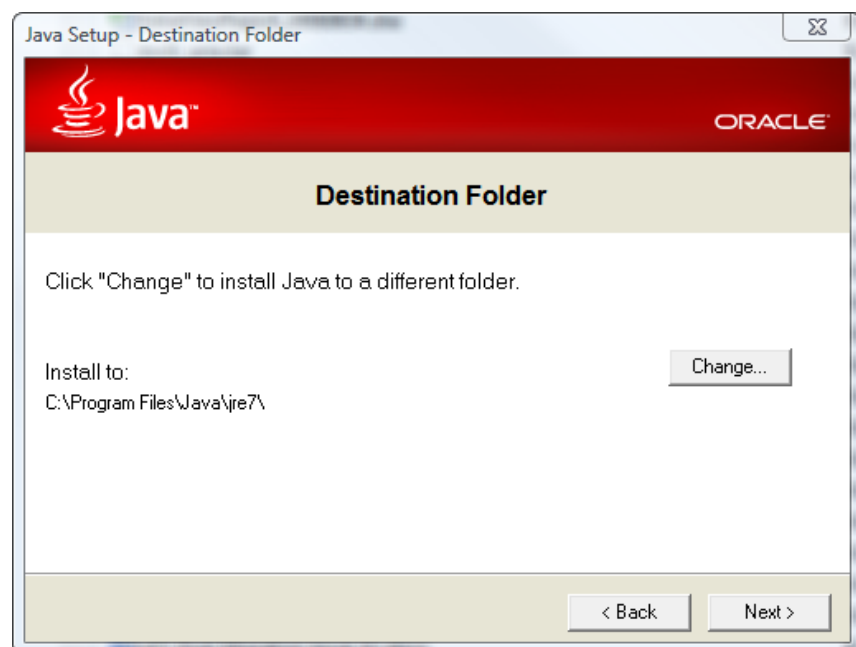 Java Setup - Destination Folder
Java™
ORACLE
Destination Folder
Click "Change" to install Java to a different folder.
Install to:
Change...
C:\Program Files\Java\jre7\
< Back
Next >